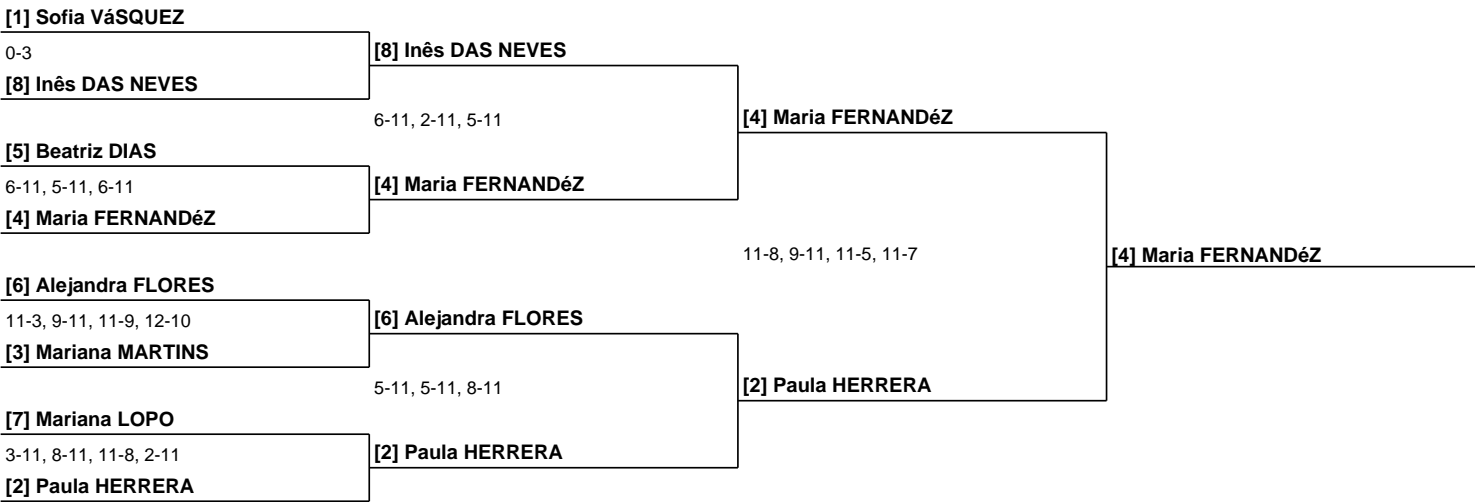 [1] Sofia VáSQUEZ
0-3
[8] Inês DAS NEVES
[8] Inês DAS NEVES
6-11, 2-11, 5-11
[4] Maria FERNANDéZ
[5] Beatriz DIAS
6-11, 5-11, 6-11
[4] Maria FERNANDéZ
[4] Maria FERNANDéZ
11-8, 9-11, 11-5, 11-7
[4] Maria FERNANDéZ
[6] Alejandra FLORES
11-3, 9-11, 11-9, 12-10
[6] Alejandra FLORES
[3] Mariana MARTINS
5-11, 5-11, 8-11
[2] Paula HERRERA
[7] Mariana LOPO
3-11, 8-11, 11-8, 2-11
[2] Paula HERRERA
[2] Paula HERRERA